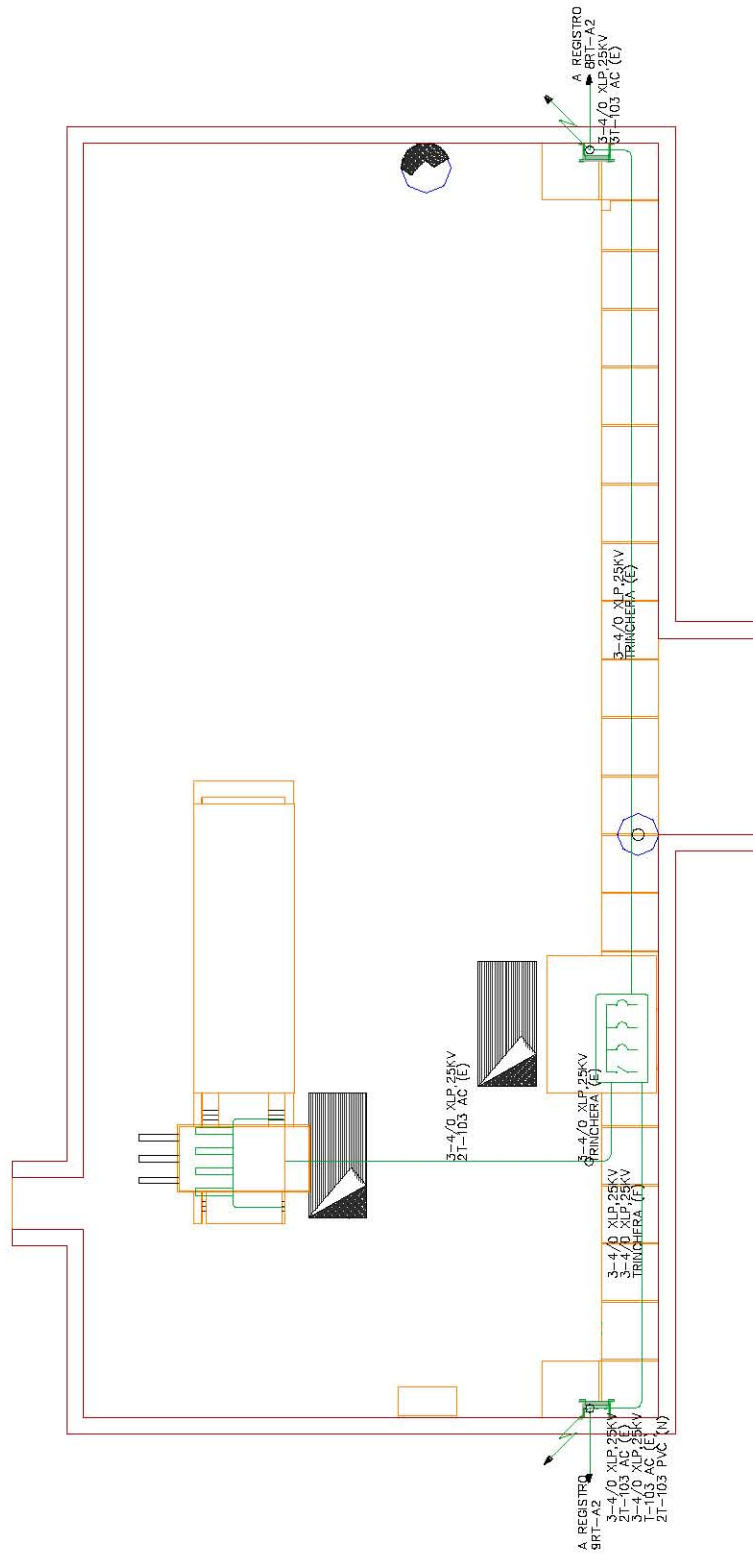 A REGISTRO
8RT-A2
3-4/0 XLP,25KV
3T-103 AC (E)
3-4/0 XLP,25KV
TRINCHERA (E)
3-4/0 XLP,25KV
2T-103 AC (E)
3-4/0 XLP,25KV
TRINCHERA (E)
3-4/0 XLP,25KV
3-4/0 XLP,25KV
TRINCHERA (E)
A REGISTRO
9RT-A2
3-4/0 XLP,25KV
2T-103 AC (E)
3-4/0 XLP,25KV
T-103 AC (E)
2T-103 PVC (N)